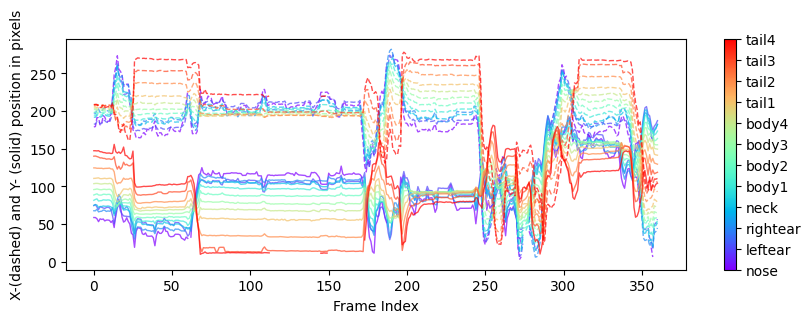 X-(dashed) and Y- (solid) position in pixels
250
200
150
100
50
0
0 50 100 150 200 250 300 350
Frame Index
tail4
tail3
tail2
tail1
body4
body3
body2
body1
neck
rightear
leftear
nose